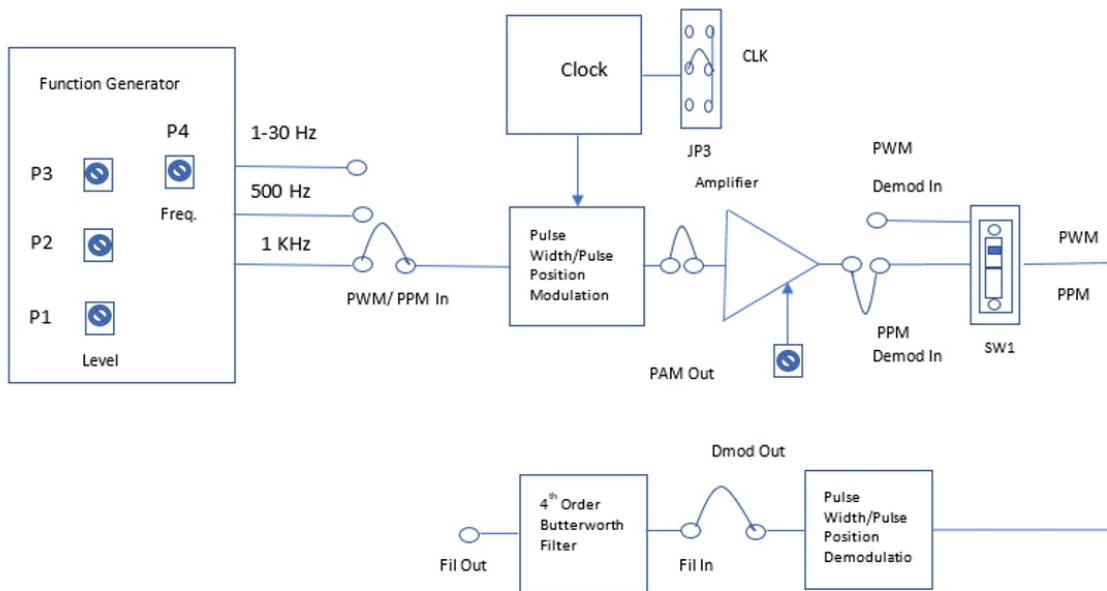 Function Generator
P4
P3
Freq.
P2
P1
Level
1-30 Hz
500 Hz
1 KHz
PWM/ PPM In
Clock
CLK
JP3
Pulse
Width/Pulse
Position
Modulation
Amplifier
PAM Out
PWM
Demod In
PPM
Demod In
SW1
PWM
PPM
Dmod Out
4th Order
Butterworth
Filter
Fil Out
Fil In
Pulse
Width/Pulse
Position
Demodulatio